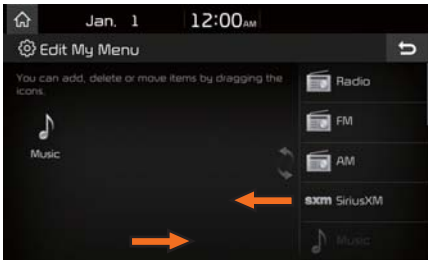 Jan. 1 12:00AM
Edit My Menu
You can add, delete or move items by dragging the
icons.
Music
Radio
FM
AM
sxm SiriusXM
Music